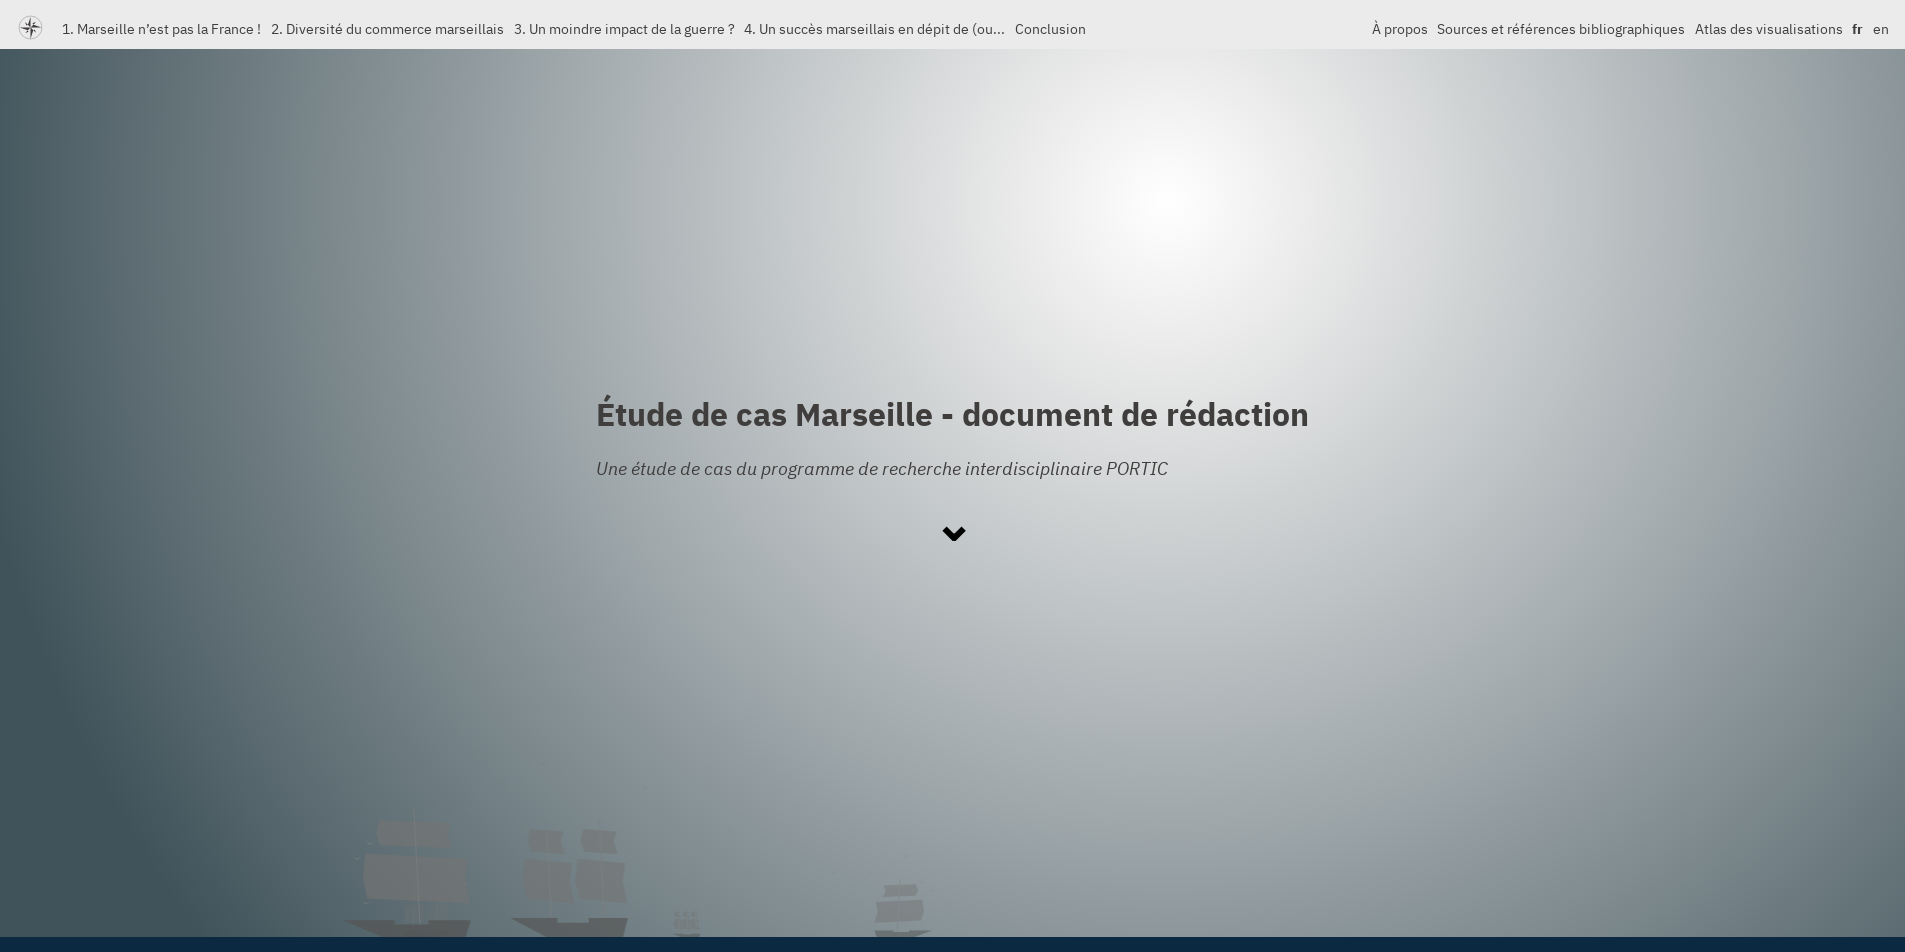 1. Marseille n’est pas la France ! 2. Diversité du commerce marseillais 3. Un moindre impact de la guerre ? 4. Un succès marseillais en dépit de (ou... Conclusion À propos Sources et références bibliographiques Atlas des visualisations fr en
Étude de cas Marseille - document de rédaction
Une étude de cas du programme de recherche interdisciplinaire PORTIC